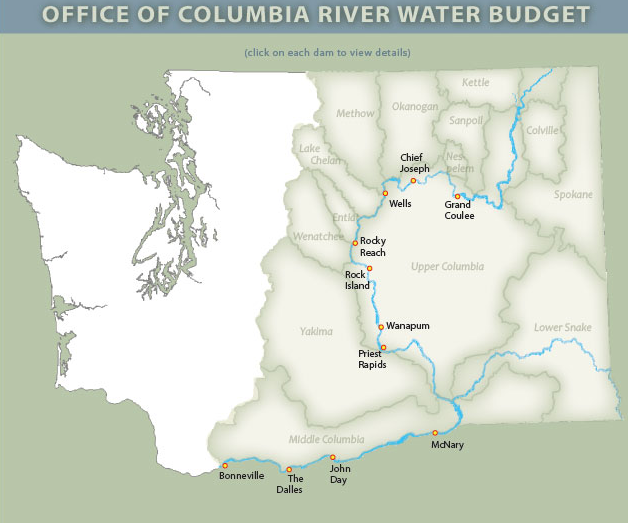 OFFICE OF COLUMBIA RIVER WATER BUDGET
(click on each dam to view details)
Kettle
Methow
Okanogan
Sanpoil
Colville
Lake
Chelan
Chief
Joseph
Nes-
pelem
Spokane
Wells
Grand
Coulee
Entiat
Wenatchee
Rocky
Reach
Rock
Island
Upper Columbia
Yakima
Wanapum
Lower Snake
Priest
Rapids
Middle Columbia
McNary
Bonneville
The
Dalles
John
Day